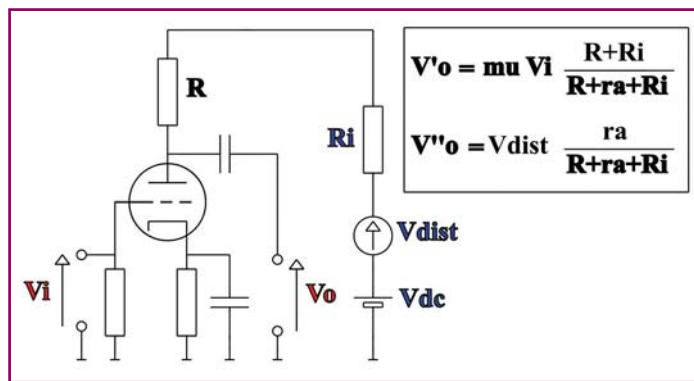 R
Ri
Vdist
Vdc
Vi
Vo
V'o = mu Vi R+Ri
R+ra+Ri
V"o = Vdist ra
R+ra+Ri